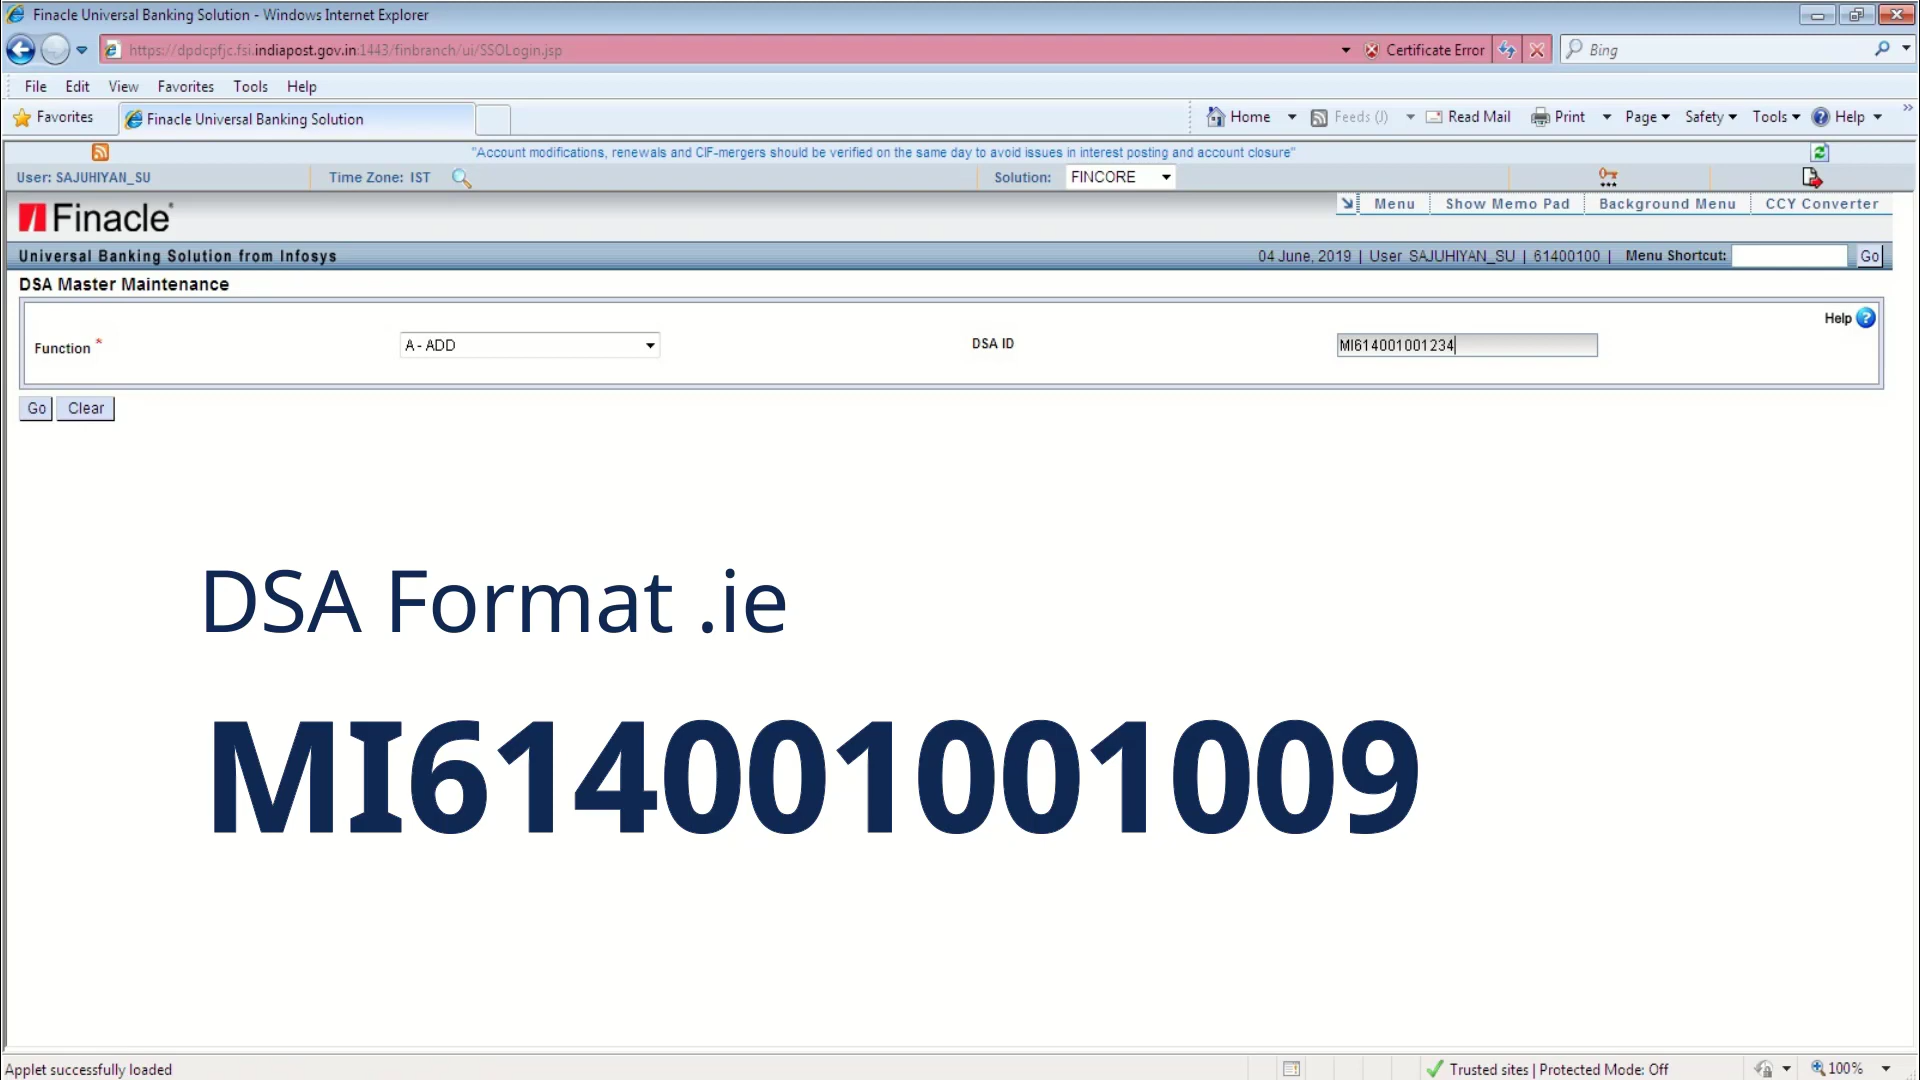 Finacle Universal Banking Solution - Windows Internet Explorer
https://dpdcpfjc.fsi.indiapost.gov.in:1443/finbranch/ui/SSOLogin.jsp Certificate Error Bing
File Edit View Favorites Tools Help
Favorites Finacle Universal Banking Solution Home Feeds (J) Read Mail Print Page Safety Tools Help
"Account modifications, renewals and CIF-mergers should be verified on the same day to avoid issues in interest posting and account closure"
User: SAJUHIYAN_SU Time Zone: IST Solution: FINCORE
Finacle Menu Show Memo Pad Background Menu CCY Converter
Universal Banking Solution from Infosys 04 June, 2019 | User SAJUHIYAN_SU | 61400100 | Menu Shortcut: Go
DSA Master Maintenance
Help
Function * A - ADD DSA ID MI614001001234
Go Clear
DSA Format .ie
MI614001001009
Applet successfully loaded Trusted sites | Protected Mode: Off 100%